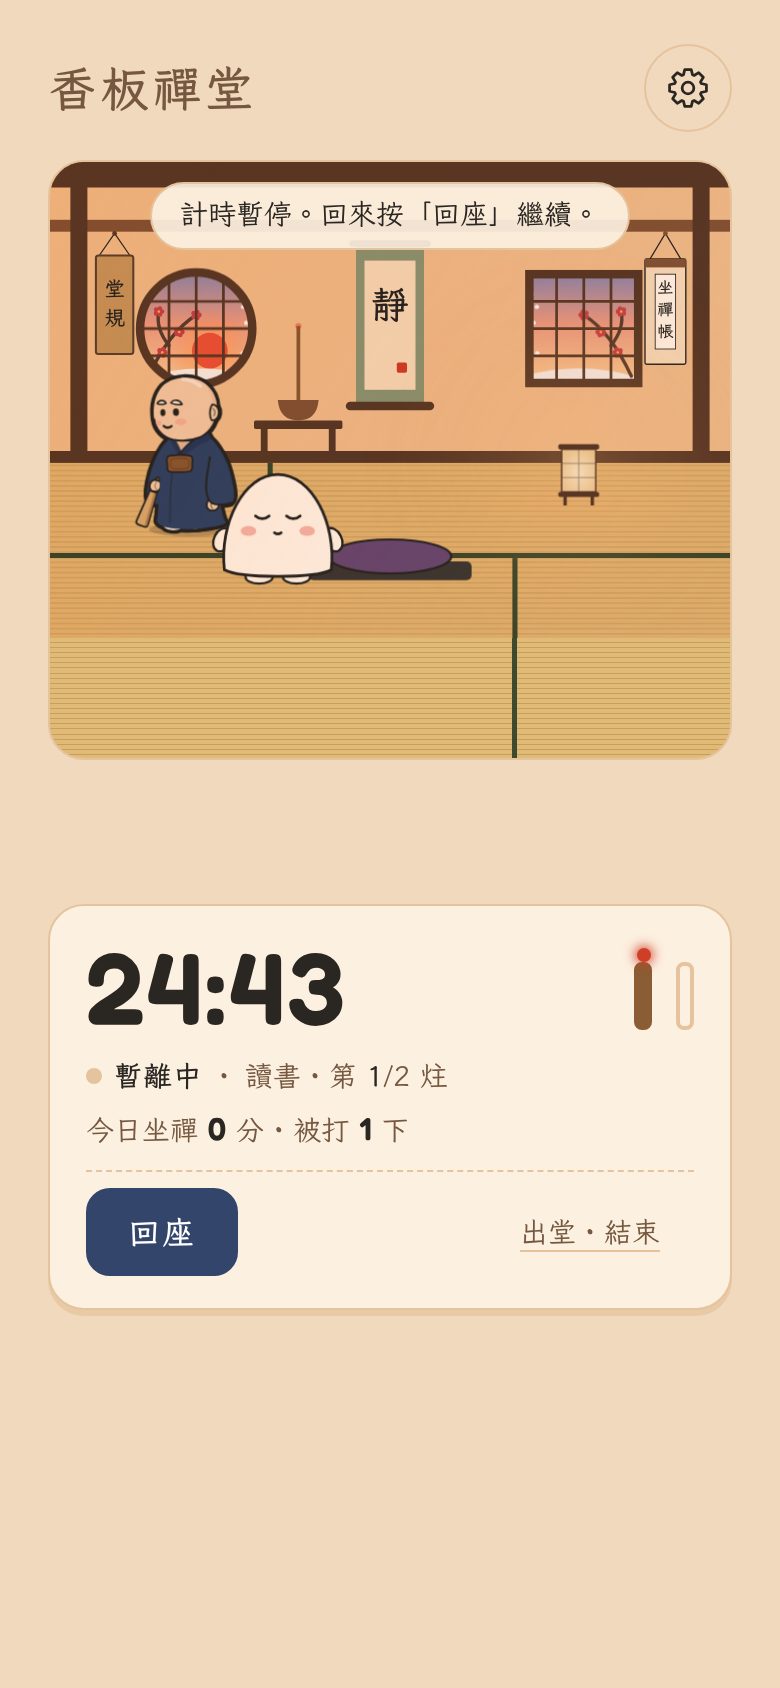 香板禪堂
計時暫停。回來按「回座」繼續。
堂規
靜
坐禪帳
24:43
暫離中 · 讀書 · 第 1/2 炷
今日坐禪 0 分 · 被打 1 下
回座
出堂 · 結束